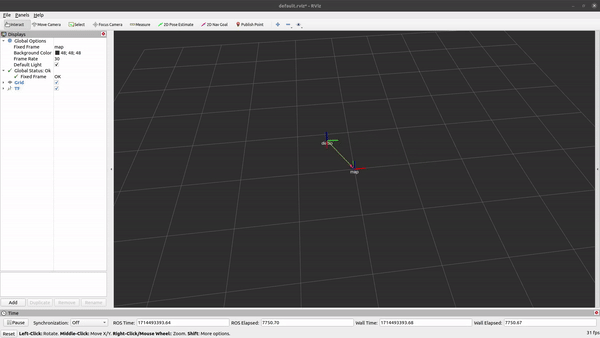 default.rviz* - RViz
File Panels Help
Interact Move Camera Select Focus Camera Measure 2D Pose Estimate 2D Nav Goal Publish Point
Displays
Global Options
Fixed Frame map
Background Color 48; 48; 48
Frame Rate 30
Default Light
Global Status: Ok
Fixed Frame OK
Grid
TF
map
Add Duplicate Remove Rename
Time
Pause Synchronization: Off ROS Time: 1714493393.64 ROS Elapsed: 7750.70 Wall Time: 1714493393.68 Wall Elapsed: 7750.67
Reset Left-Click: Rotate. Middle-Click: Move X/Y. Right-Click/Mouse Wheel: Zoom. Shift: More options. 31 fps